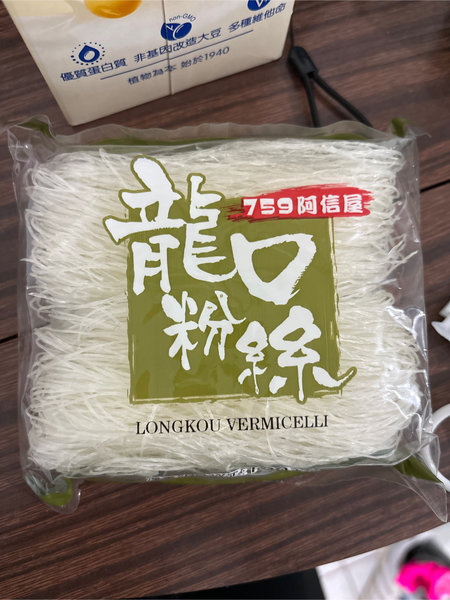 non-GMO
優質蛋白質 非基因改造大豆 多種維他命
植物為本 始於1940
759阿信屋
龍口
粉絲
LONGKOU VERMICELLI